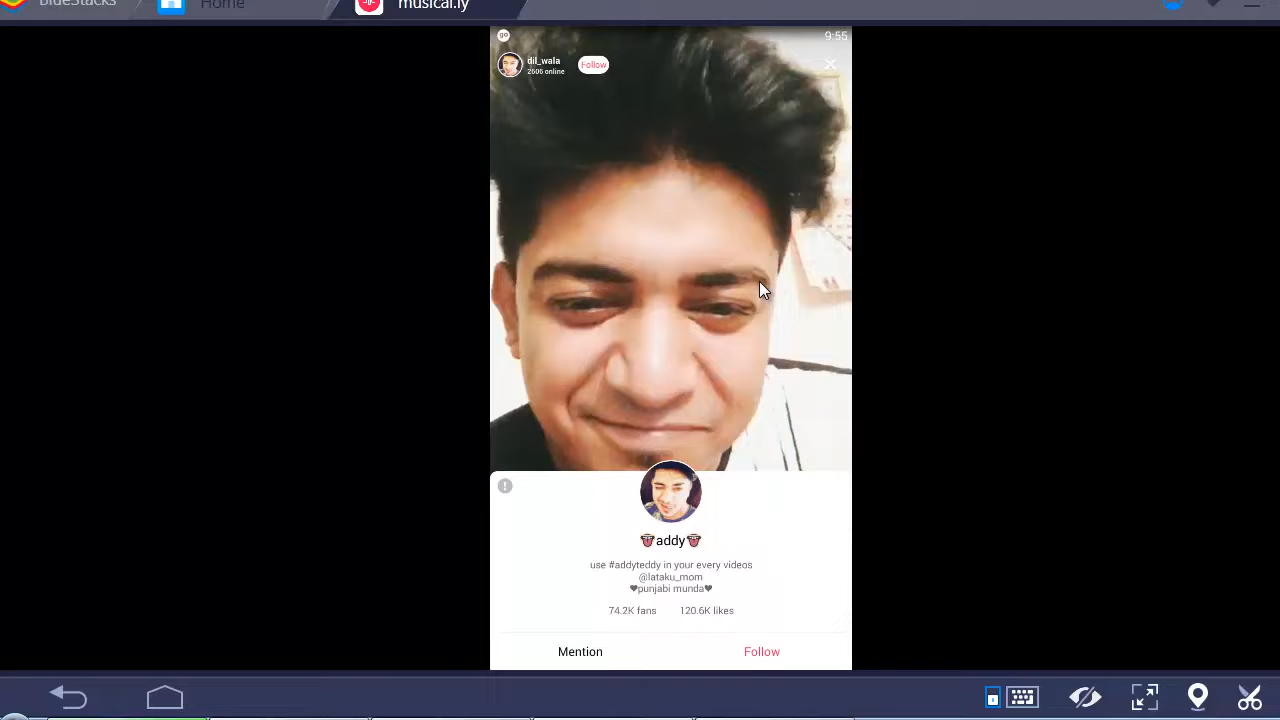 BlueStacks
Home
musical.ly
go
9:55
dil_wala
2606 online
Follow
addy
use #addyteddy in your every videos
@lataku_mom
♥punjabi munda♥
74.2K fans 120.6K likes
Mention Follow